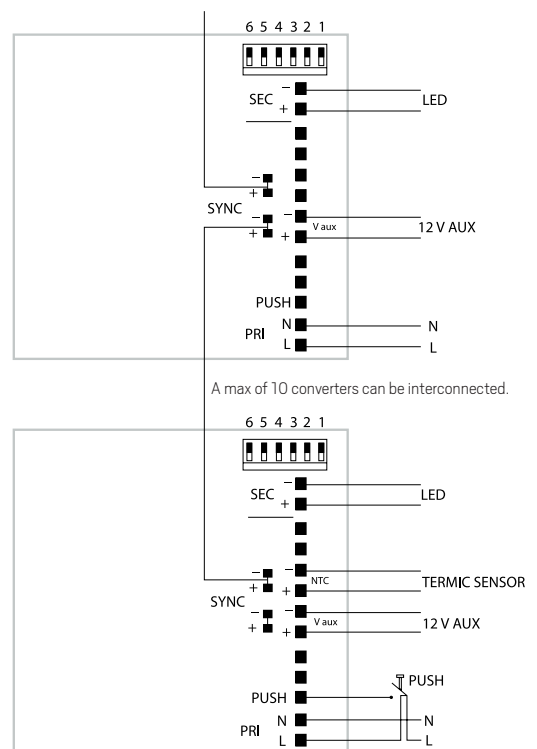 6 5 4 3 2 1
SEC
−
+
LED
−
+
SYNC
−
+
−
+
V aux
12 V AUX
PUSH
PRI
N
L
N
L
A max of 10 converters can be interconnected.
6 5 4 3 2 1
SEC
−
+
LED
−
+
−
+
NTC
TERMIC SENSOR
SYNC
−
+
−
+
V aux
12 V AUX
PUSH
PUSH
PRI
N
L
N
L